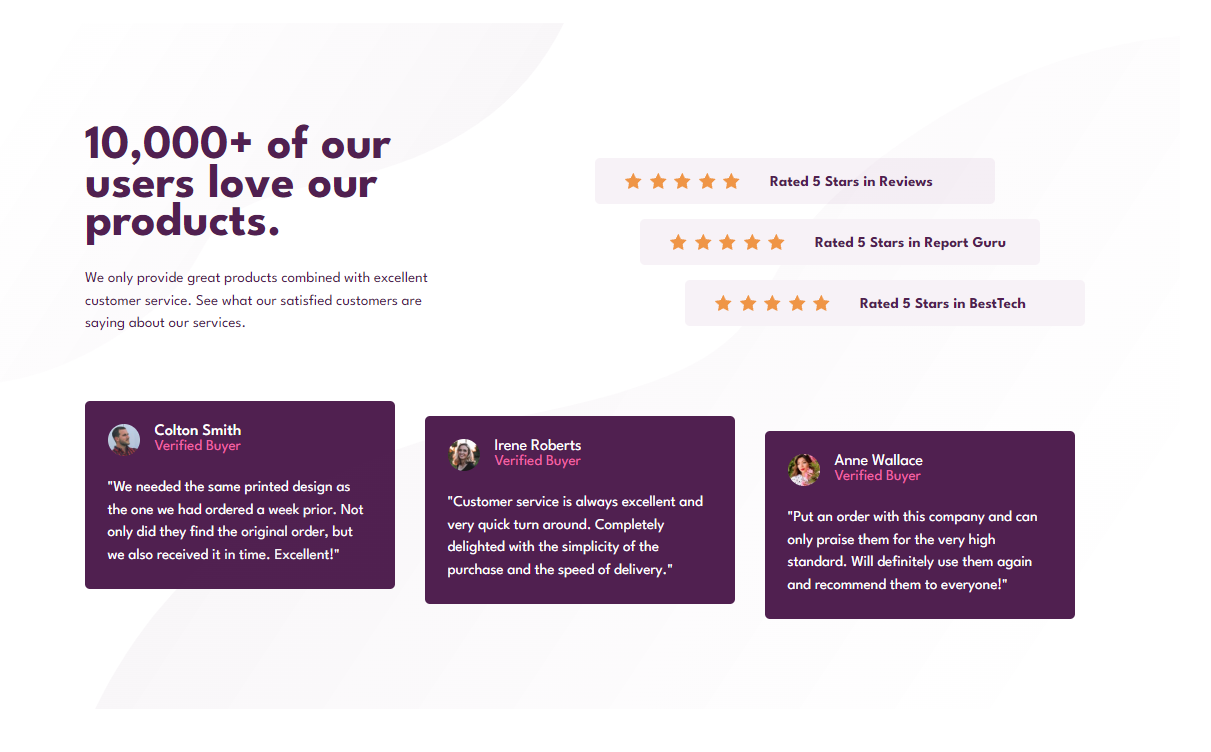 10,000+ of our
users love our
products.
We only provide great products combined with excellent
customer service. See what our satisfied customers are
saying about our services.
Rated 5 Stars in Reviews
Rated 5 Stars in Report Guru
Rated 5 Stars in BestTech
Colton Smith
Verified Buyer
"We needed the same printed design as
the one we had ordered a week prior. Not
only did they find the original order, but
we also received it in time. Excellent!"
Irene Roberts
Verified Buyer
"Customer service is always excellent and
very quick turn around. Completely
delighted with the simplicity of the
purchase and the speed of delivery."
Anne Wallace
Verified Buyer
"Put an order with this company and can
only praise them for the very high
standard. Will definitely use them again
and recommend them to everyone!"